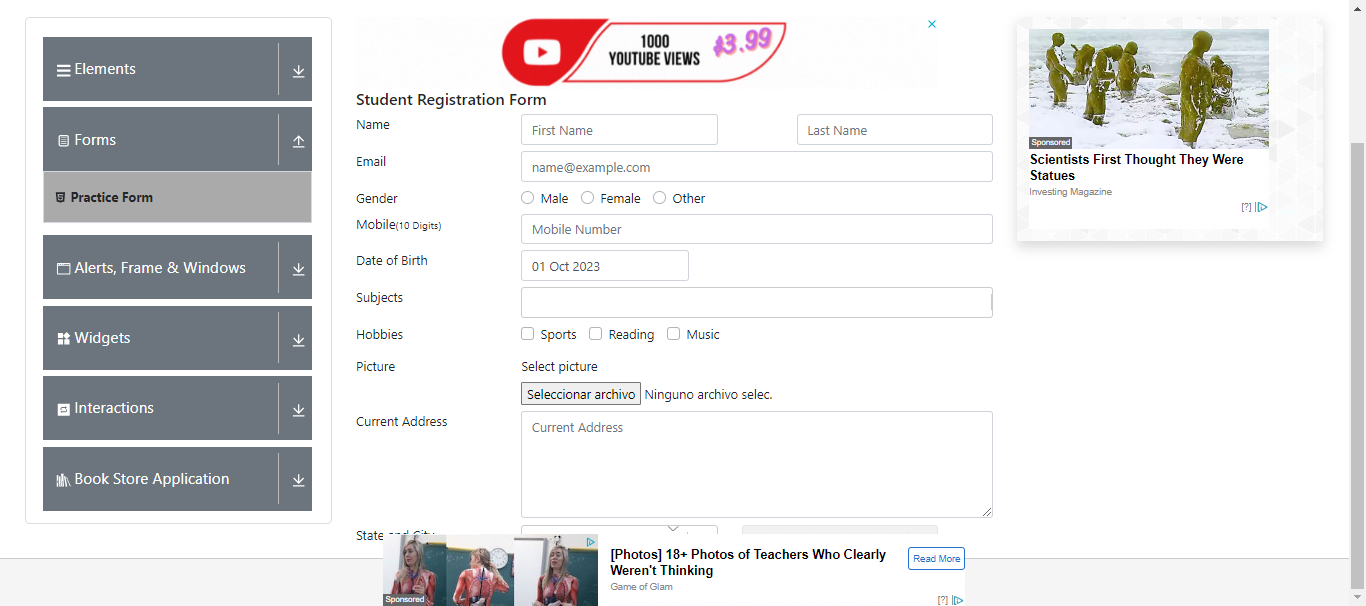 Elements
Forms
Practice Form
Alerts, Frame & Windows
Widgets
Interactions
Book Store Application
1000
YOUTUBE VIEWS
$3.99
Student Registration Form
Name
First Name
Last Name
Email
name@example.com
Gender
Male
Female
Other
Mobile(10 Digits)
Mobile Number
Date of Birth
01 Oct 2023
Subjects
Hobbies
Sports
Reading
Music
Picture
Select picture
Seleccionar archivo
Ninguno archivo selec.
Current Address
Current Address
State and City
Sponsored
[Photos] 18+ Photos of Teachers Who Clearly
Weren't Thinking
Game of Glam
Read More
[?]
Sponsored
Scientists First Thought They Were
Statues
Investing Magazine
[?]